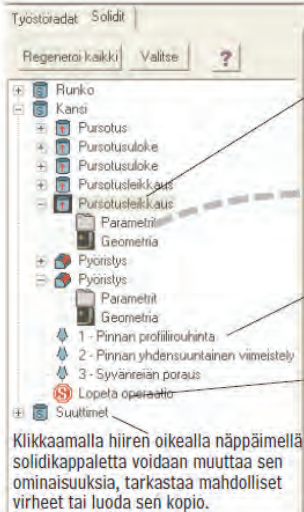 Työstöradat Solidit
Regeneroi kaikki Valitse ?
Runko
Kansi
Pursotus
Pursotusuloke
Pursotusuloke
Pursotusleikkaus
Pursotusleikkaus
Parametrit
Geometria
Pyöristys
Pyöristys
Parametrit
Geometria
1 - Pinnan profiilirouhinta
2 - Pinnan yhdensuuntainen viimeistely
3 - Syvänreiän poraus
Lopeta operaatio
Suuttimet
Klikkaamalla hiiren oikealla näppäimellä
solidikappaletta voidaan muuttaa sen
ominaisuuksia, tarkastaa mahdolliset
virheet tai luoda sen kopio.